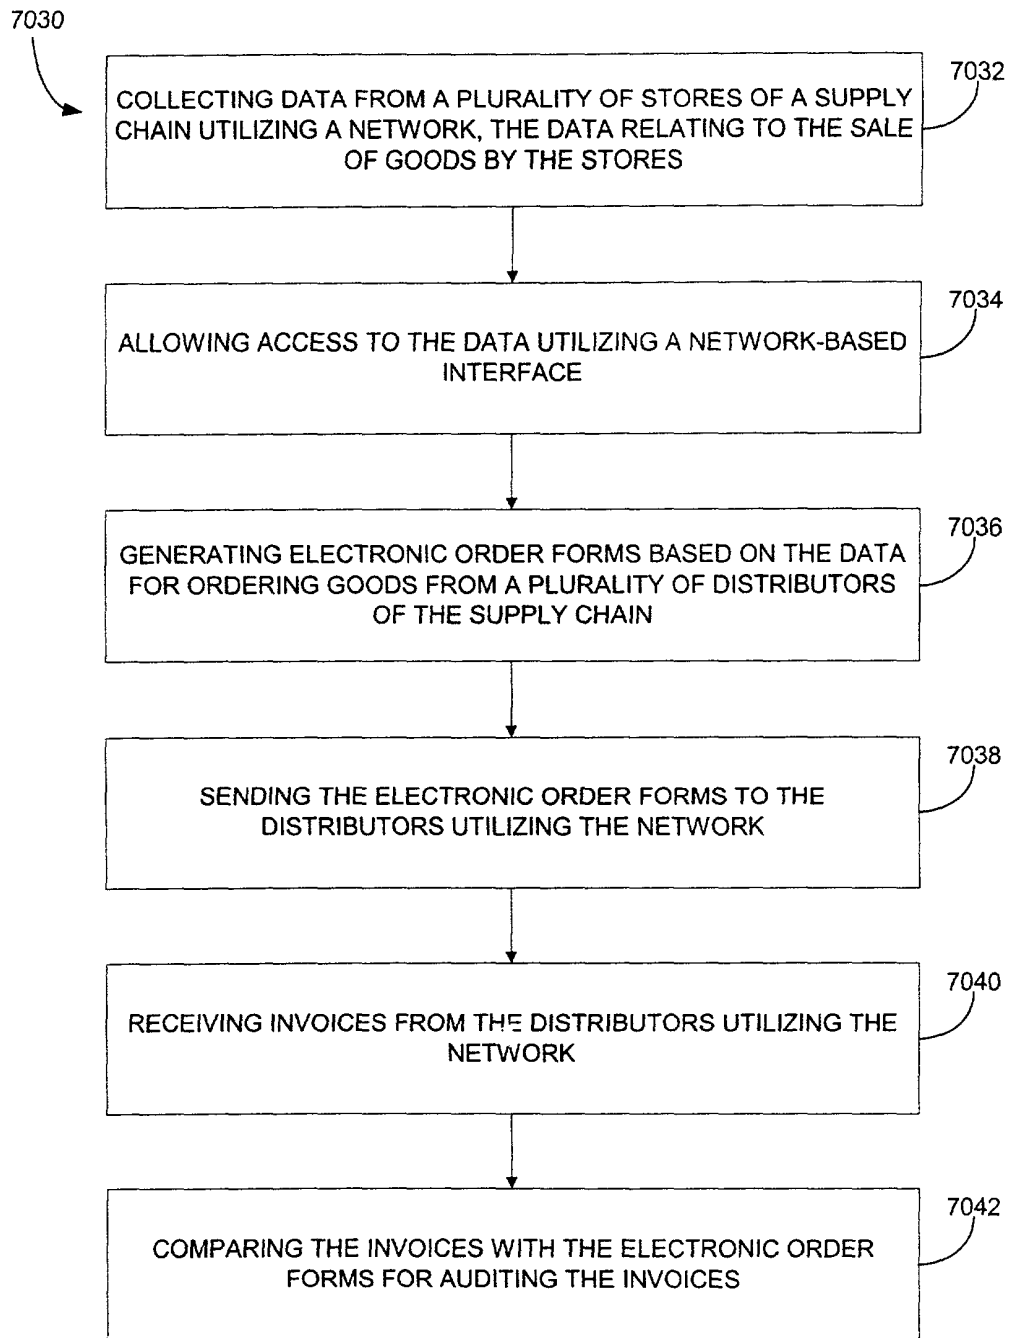 7030
7032
COLLECTING DATA FROM A PLURALITY OF STORES OF A SUPPLY
CHAIN UTILIZING A NETWORK, THE DATA RELATING TO THE SALE
OF GOODS BY THE STORES
7034
ALLOWING ACCESS TO THE DATA UTILIZING A NETWORK-BASED
INTERFACE
7036
GENERATING ELECTRONIC ORDER FORMS BASED ON THE DATA
FOR ORDERING GOODS FROM A PLURALITY OF DISTRIBUTORS
OF THE SUPPLY CHAIN
7038
SENDING THE ELECTRONIC ORDER FORMS TO THE
DISTRIBUTORS UTILIZING THE NETWORK
7040
RECEIVING INVOICES FROM THE DISTRIBUTORS UTILIZING THE
NETWORK
7042
COMPARING THE INVOICES WITH THE ELECTRONIC ORDER
FORMS FOR AUDITING THE INVOICES